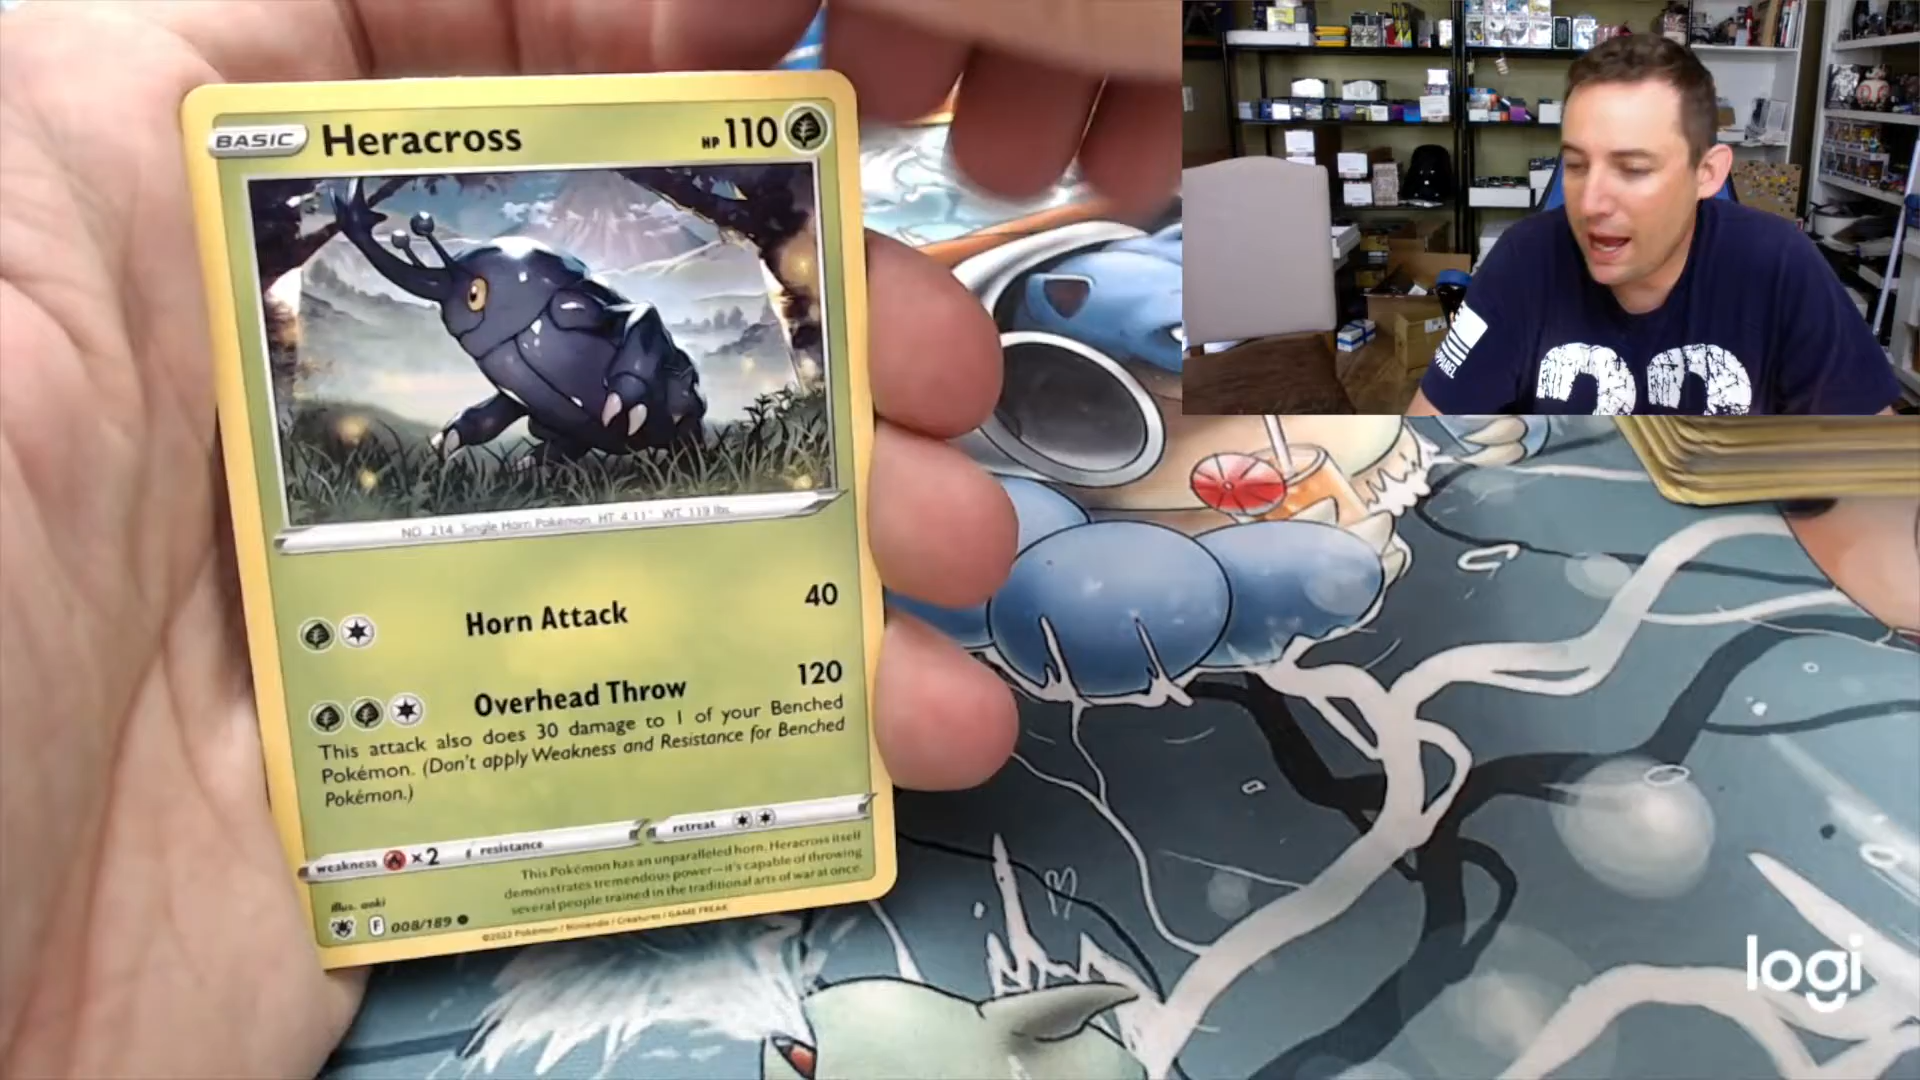 BASIC Heracross HP 110
NO. 214 Single Horn Pokémon HT 4'11" WT 119 lbs.
Horn Attack 40
Overhead Throw 120
This attack also does 30 damage to 1 of your Benched
Pokémon. (Don't apply Weakness and Resistance for Benched
Pokémon.)
weakness ×2 resistance retreat
This Pokémon has an unparalleled horn. Heracross itself
demonstrates tremendous power—it's capable of throwing
several people trained in the traditional arts of war at once.
illus. aoki
F 008/189
©2022 Pokémon / Nintendo / Creatures / GAME FREAK
logi